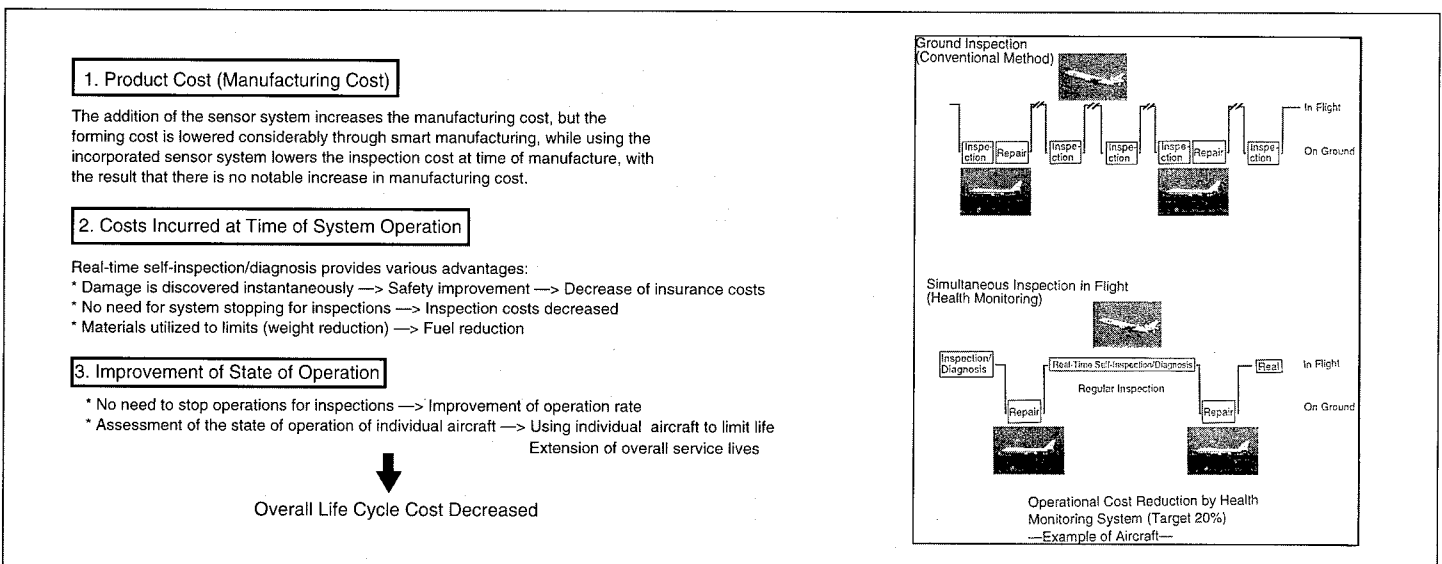 1. Product Cost (Manufacturing Cost)
The addition of the sensor system increases the manufacturing cost, but the
forming cost is lowered considerably through smart manufacturing, while using the
incorporated sensor system lowers the inspection cost at time of manufacture, with
the result that there is no notable increase in manufacturing cost.
2. Costs Incurred at Time of System Operation
Real-time self-inspection/diagnosis provides various advantages:
* Damage is discovered instantaneously —> Safety improvement —> Decrease of insurance costs
* No need for system stopping for inspections —> Inspection costs decreased
* Materials utilized to limits (weight reduction) —> Fuel reduction
3. Improvement of State of Operation
* No need to stop operations for inspections —> Improvement of operation rate
* Assessment of the state of operation of individual aircraft —> Using individual aircraft to limit life
Extension of overall service lives
Overall Life Cycle Cost Decreased
Ground Inspection
(Conventional Method)
In Flight
Inspe-
ction
Repair
Inspe-
ction
Inspe-
ction
Inspe-
ction
Repair
Inspe-
ction
On Ground
Simultaneous Inspection in Flight
(Health Monitoring)
Inspection/
Diagnosis
Real-Time Self-Inspection/Diagnosis
Real
In Flight
Regular Inspection
Repair
Repair
On Ground
Operational Cost Reduction by Health
Monitoring System (Target 20%)
—Example of Aircraft—